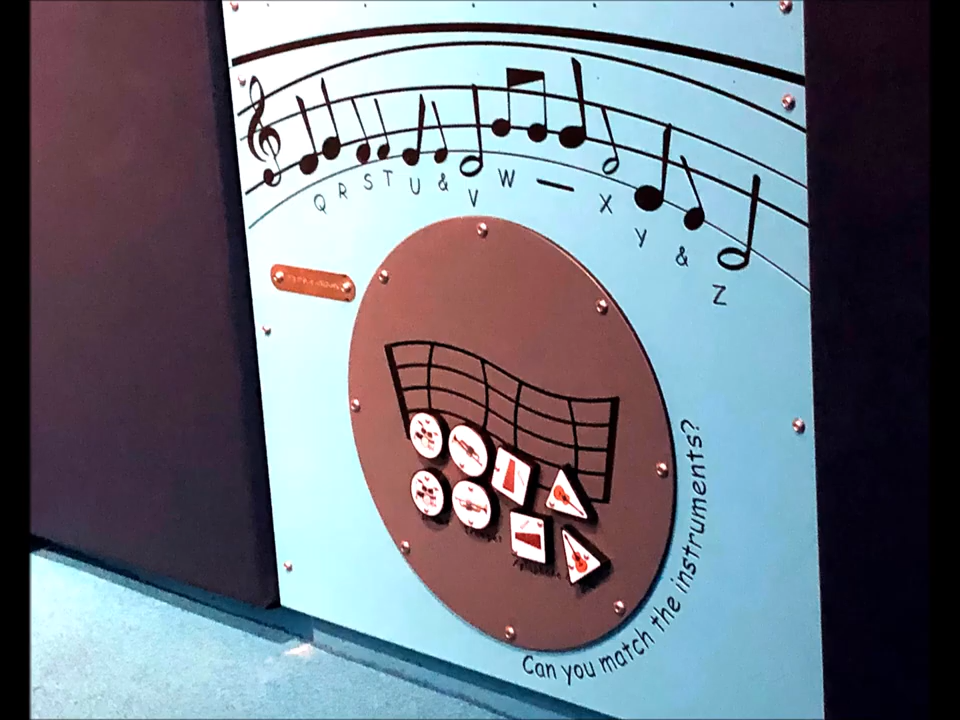 Q R S T U & V W — X Y & Z
Can you match the instruments?